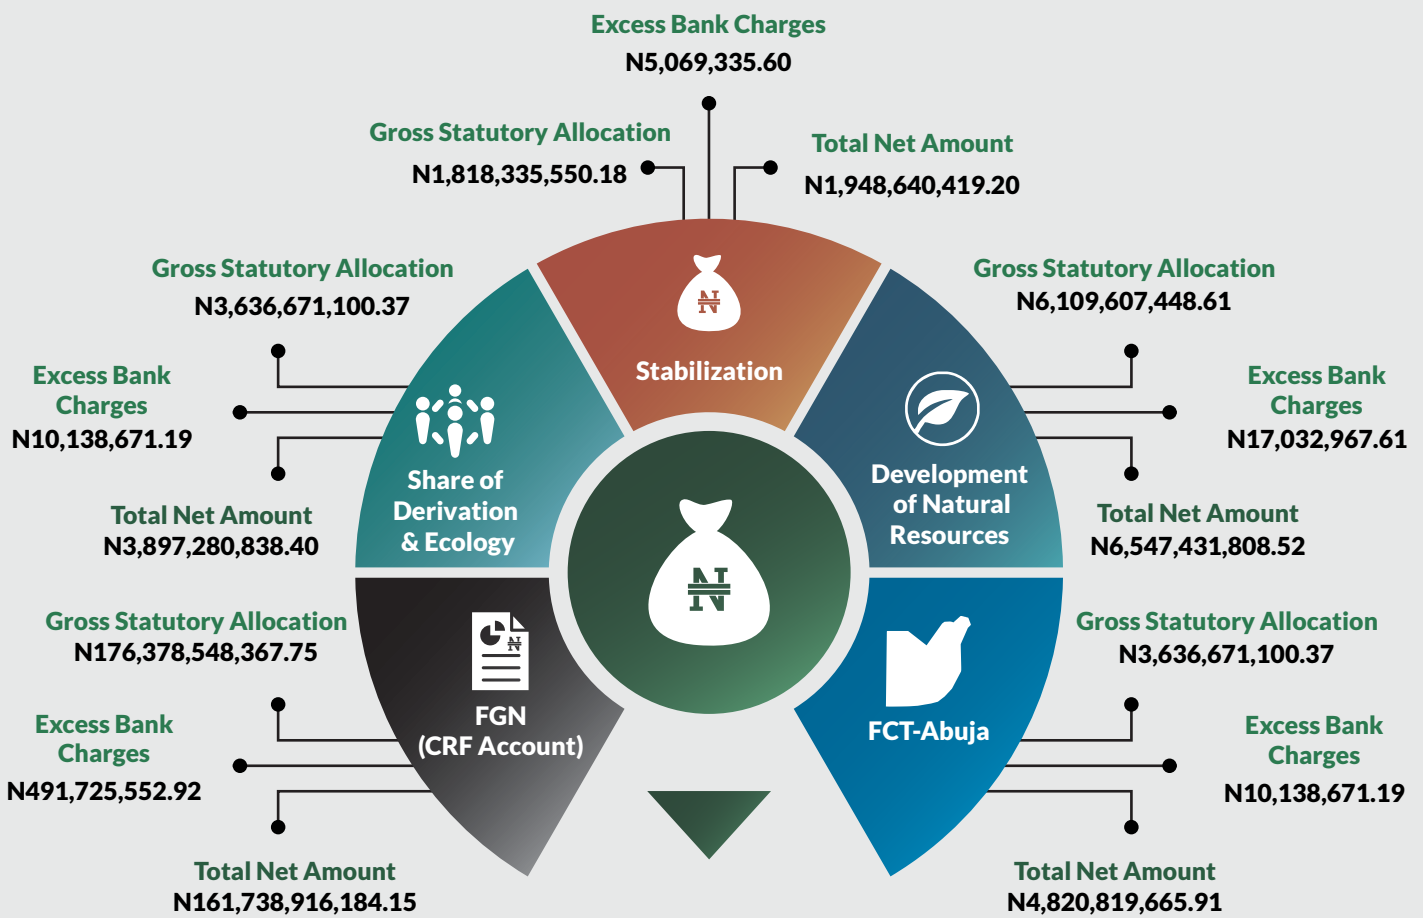 Excess Bank Charges
N5,069,335.60
Gross Statutory Allocation
N1,818,335,550.18
Total Net Amount
N1,948,640,419.20
Gross Statutory Allocation
N3,636,671,100.37
Excess Bank
Charges
N10,138,671.19
Total Net Amount
N3,897,280,838.40
Gross Statutory Allocation
N6,109,607,448.61
Excess Bank
Charges
N17,032,967.61
Total Net Amount
N6,547,431,808.52
Stabilization
Share of
Derivation
& Ecology
Development
of Natural
Resources
Gross Statutory Allocation
N176,378,548,367.75
Excess Bank
Charges
N491,725,552.92
Total Net Amount
N161,738,916,184.15
FGN
(CRF Account)
FCT-Abuja
Gross Statutory Allocation
N3,636,671,100.37
Excess Bank
Charges
N10,138,671.19
Total Net Amount
N4,820,819,665.91